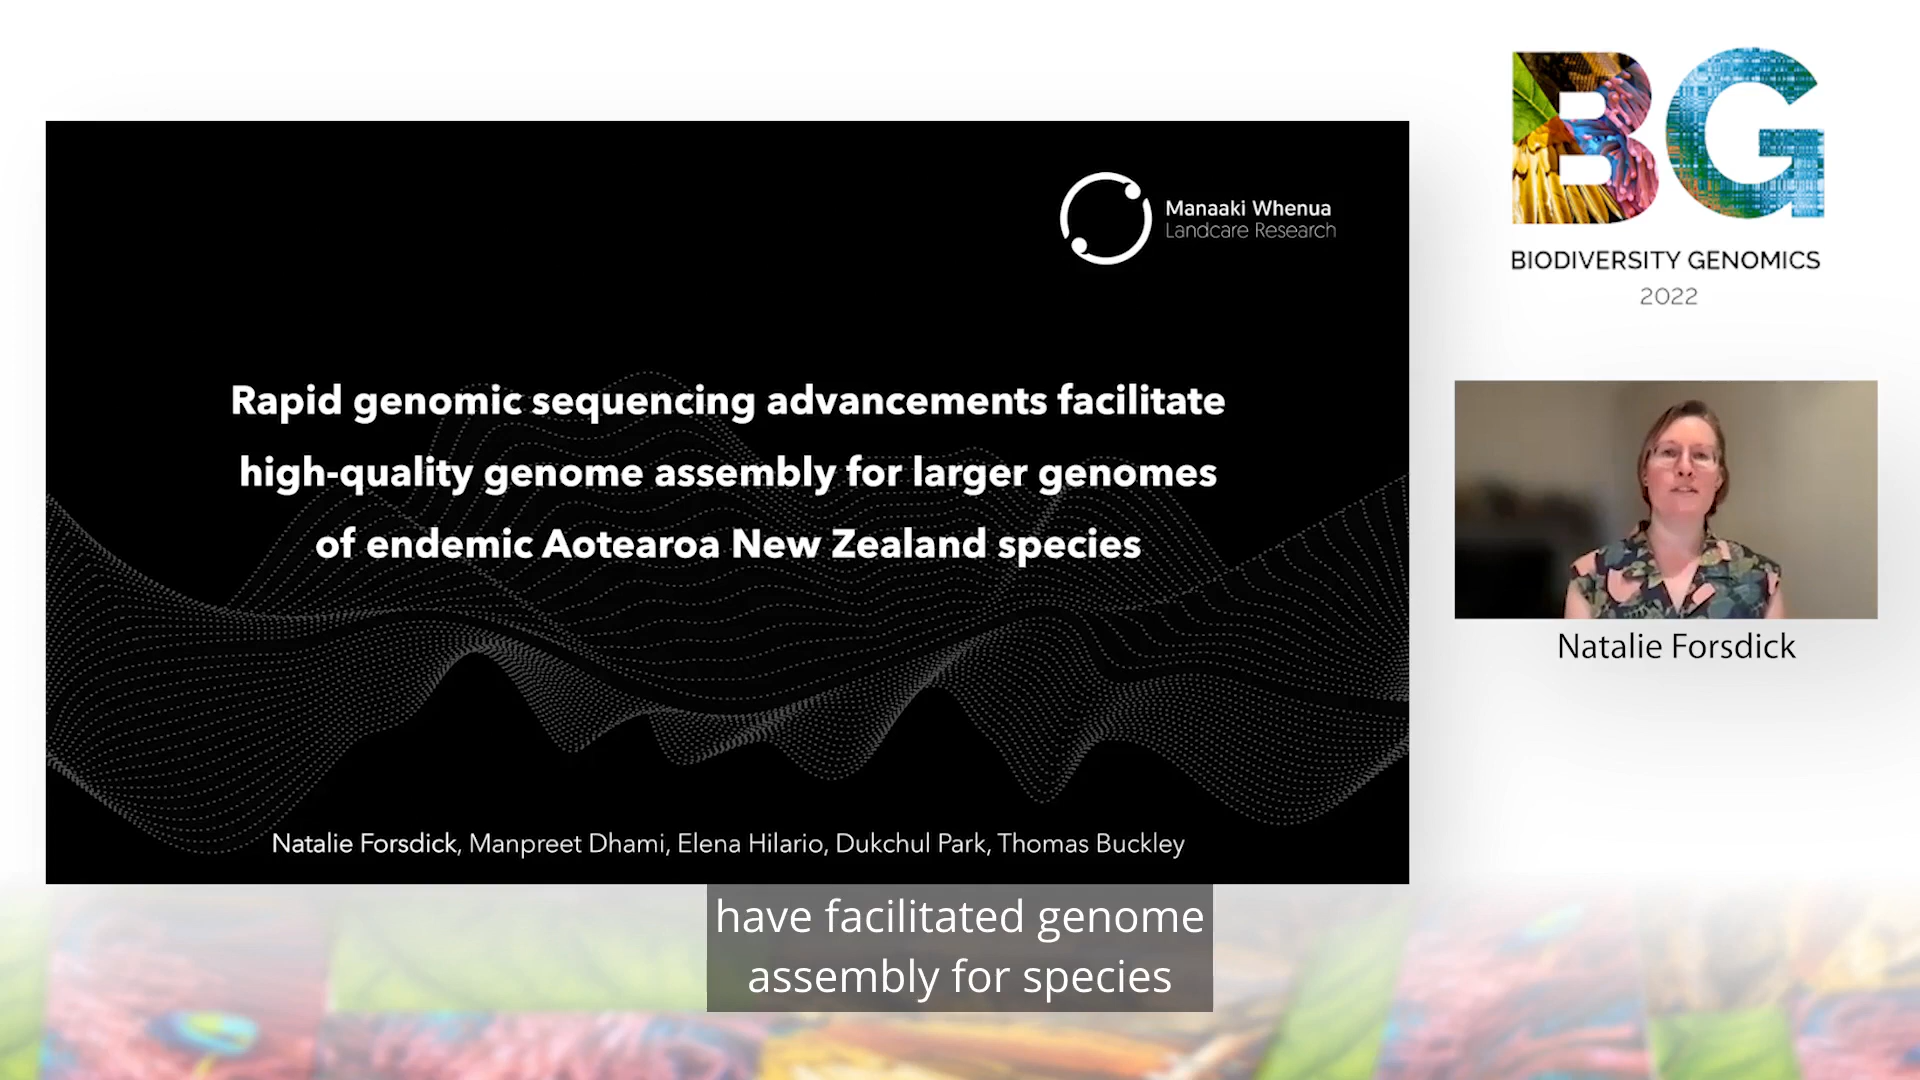 BG
BIODIVERSITY GENOMICS
2022
Manaaki Whenua
Landcare Research
Rapid genomic sequencing advancements facilitate
high-quality genome assembly for larger genomes
of endemic Aotearoa New Zealand species
Natalie Forsdick, Manpreet Dhami, Elena Hilario, Dukchul Park, Thomas Buckley
Natalie Forsdick
have facilitated genome
assembly for species